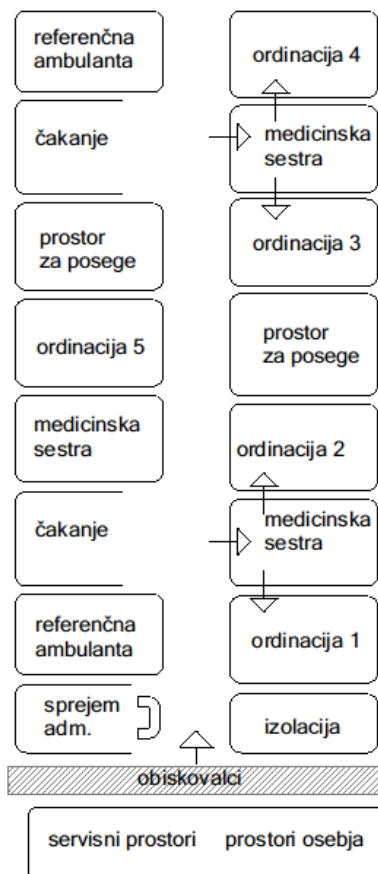 referenčna
ambulanta
ordinacija 4
čakanje
medicinska
sestra
prostor
za posege
ordinacija 3
ordinacija 5
prostor
za posege
medicinska
sestra
ordinacija 2
čakanje
medicinska
sestra
referenčna
ambulanta
ordinacija 1
sprejem
adm.
izolacija
obiskovalci
servisni prostori
prostori osebja